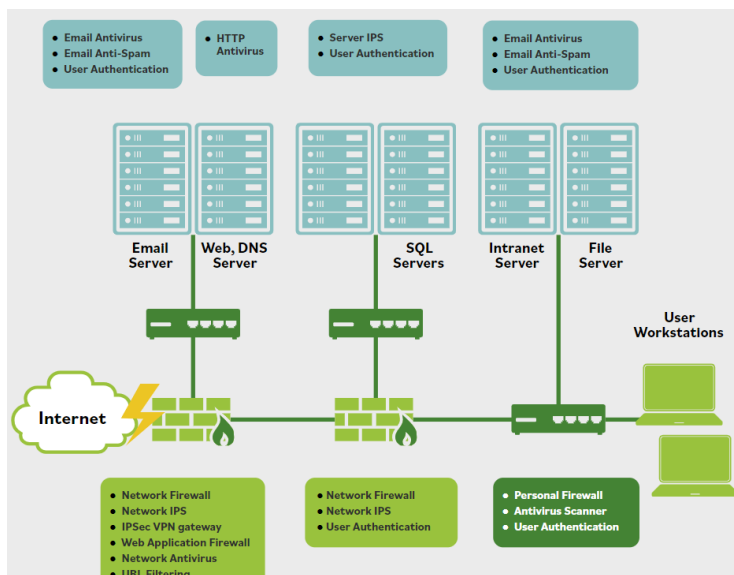 Email Antivirus
Email Anti-Spam
User Authentication
HTTP
Antivirus
Server IPS
User Authentication
Email Antivirus
Email Anti-Spam
User Authentication
Email
Server
Web, DNS
Server
SQL
Servers
Intranet
Server
File
Server
User
Workstations
Internet
Network Firewall
Network IPS
IPSec VPN gateway
Web Application Firewall
Network Antivirus
URL Filtering
Network Firewall
Network IPS
User Authentication
Personal Firewall
Antivirus Scanner
User Authentication